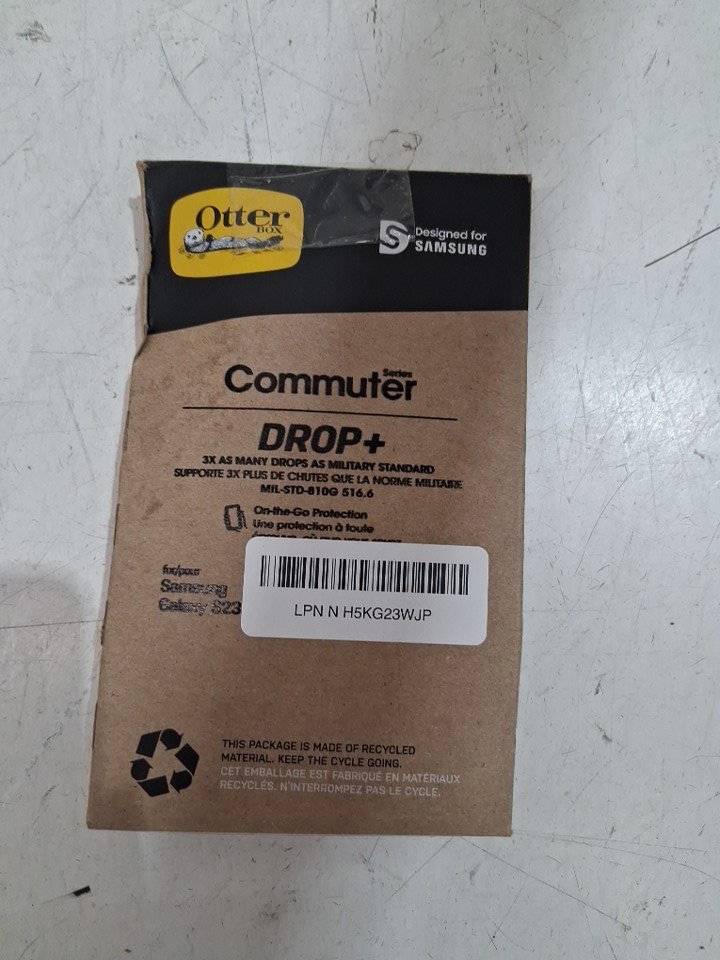 Otter
BOX
Designed for
SAMSUNG
Commuter Series
DROP+
3X AS MANY DROPS AS MILITARY STANDARD
SUPPORTE 3X PLUS DE CHUTES QUE LA NORME MILITAIRE
MIL-STD-810G 516.6
On-the-Go Protection
Une protection à toute
for/pour
Samsung
Galaxy S23
LPN N H5KG23WJP
THIS PACKAGE IS MADE OF RECYCLED
MATERIAL. KEEP THE CYCLE GOING.
CET EMBALLAGE EST FABRIQUÉ EN MATÉRIAUX
RECYCLÉS. N'INTERROMPEZ PAS LE CYCLE.